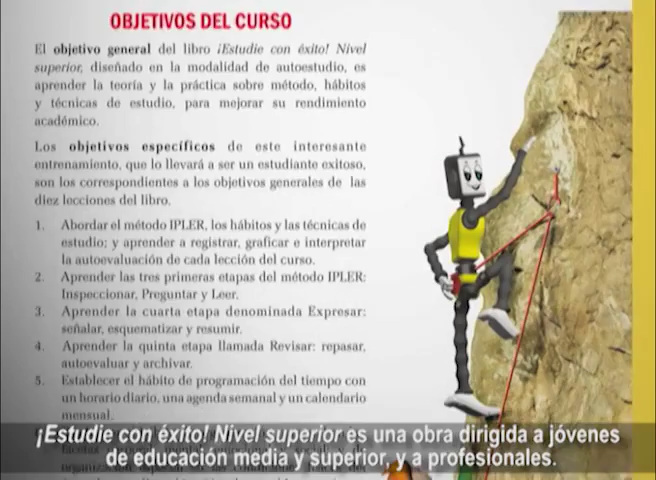 OBJETIVOS DEL CURSO
El objetivo general del libro ¡Estudie con éxito! Nivel
superior, diseñado en la modalidad de autoestudio, es
aprender la teoría y la práctica sobre método, hábitos
y técnicas de estudio, para mejorar su rendimiento
académico.
Los objetivos específicos de este interesante
entrenamiento, que lo llevará a ser un estudiante exitoso,
son los correspondientes a los objetivos generales de las
diez lecciones del libro.
1. Abordar el método IPLER, los hábitos y las técnicas de
estudio; y aprender a registrar, graficar e interpretar
la autoevaluación de cada lección del curso.
2. Aprender las tres primeras etapas del método IPLER:
Inspeccionar, Preguntar y Leer.
3. Aprender la cuarta etapa denominada Expresar:
señalar, esquematizar y resumir.
4. Aprender la quinta etapa llamada Revisar: repasar,
autoevaluar y archivar.
5. Establecer el hábito de programación del tiempo con
un horario diario, una agenda semanal y un calendario
mensual.
¡Estudie con éxito! Nivel superior es una obra dirigida a jóvenes
de educación media y superior, y a profesionales.